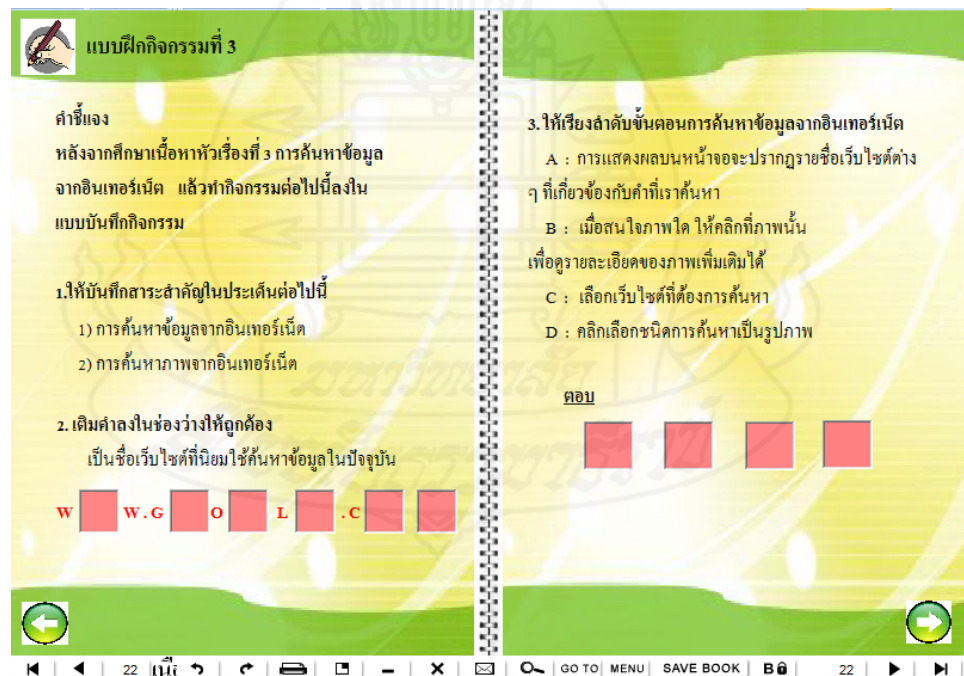 แบบฝึกกิจกรรมที่ 3
คำชี้แจง
หลังจากศึกษาเนื้อหาหัวเรื่องที่ 3 การค้นหาข้อมูล
จากอินเทอร์เน็ต แล้วทำกิจกรรมต่อไปนี้ลงใน
แบบบันทึกกิจกรรม
1.ให้บันทึกสาระสำคัญในประเด็นต่อไปนี้
1) การค้นหาข้อมูลจากอินเทอร์เน็ต
2) การค้นหาภาพจากอินเทอร์เน็ต
2. เติมคำลงในช่องว่างให้ถูกต้อง
เป็นชื่อเว็บไซต์ที่นิยมใช้ค้นหาข้อมูลในปัจจุบัน
W W.G O L .C
3. ให้เรียงลำดับขั้นตอนการค้นหาข้อมูลจากอินเทอร์เน็ต
A : การแสดงผลบนหน้าจอจะปรากฏรายชื่อเว็บไซต์ต่าง
ๆ ที่เกี่ยวข้องกับคำที่เราค้นหา
B : เมื่อสนใจภาพใด ให้คลิกที่ภาพนั้น
เพื่อดูรายละเอียดของภาพเพิ่มเติมได้
C : เลือกเว็บไซต์ที่ต้องการค้นหา
D : คลิกเลือกชนิดการค้นหาเป็นรูปภาพ
ตอบ
22 GO TO MENU SAVE BOOK B 22